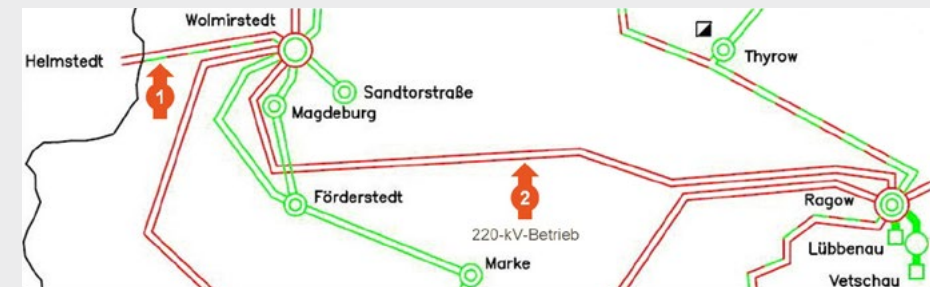 Wolmirstedt
Helmstedt
Thyrow
1
Sandtorstraße
Magdeburg
Förderstedt
2
Ragow
220-kV-Betrieb
Lübbenau
Marke
Vetschau